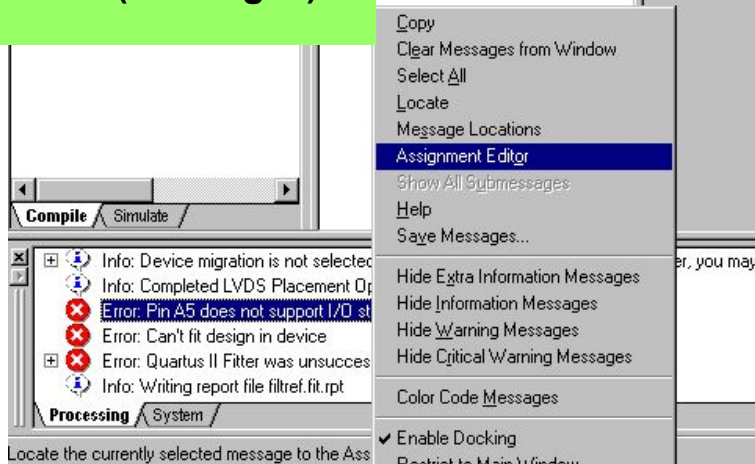 Copy
Clear Messages from Window
Select All
Locate
Message Locations
Assignment Editor
Show All Submessages
Help
Save Messages...
Hide Extra Information Messages
Hide Information Messages
Hide Warning Messages
Hide Critical Warning Messages
Color Code Messages
Enable Docking
Restrict to Main Window
Compile Simulate
Info: Device migration is not selected er, you may
Info: Completed LVDS Placement Op
Error: Pin A5 does not support I/O st
Error: Can't fit design in device
Error: Quartus II Fitter was unsucces
Info: Writing report file filtref.fit.rpt
Processing System
Locate the currently selected message to the Ass